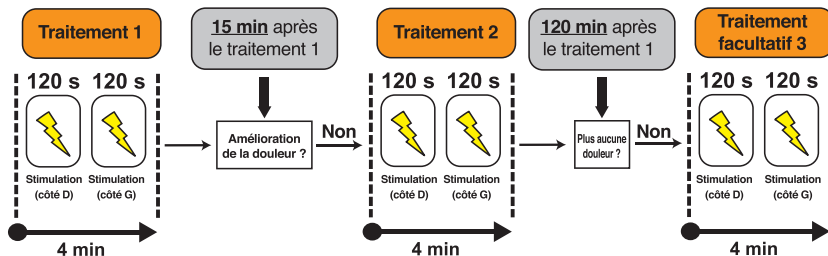 Traitement 1
15 min après
le traitement 1
Traitement 2
120 min après
le traitement 1
Traitement
facultatif 3
120 s
120 s
Stimulation
(côté D)
Stimulation
(côté G)
4 min
Amélioration
de la douleur ?
Non
120 s
120 s
Stimulation
(côté D)
Stimulation
(côté G)
4 min
Plus aucune
douleur ?
Non
120 s
120 s
Stimulation
(côté D)
Stimulation
(côté G)
4 min